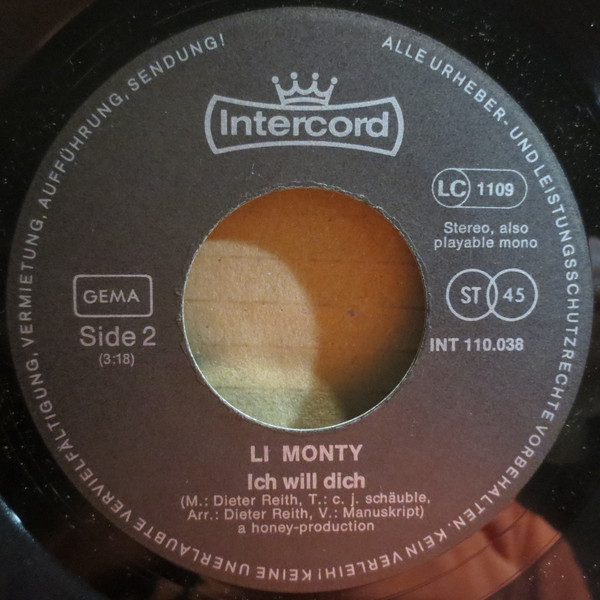 ALLE URHEBER- UND LEISTUNGSSCHUTZRECHTE VORBEHALTEN. KEIN VERLEIH! KEINE UNERLAUBTE VERVIELFÄLTIGUNG, VERMIETUNG, AUFFÜHRUNG, SENDUNG!
Intercord
LC 1109
Stereo, also
playable mono
GEMA
ST 45
Side 2
(3:18)
INT 110.038
LI MONTY
Ich will dich
(M.: Dieter Reith, T.: c. j. schäuble,
Arr.: Dieter Reith, V.: Manuskript)
a honey-production